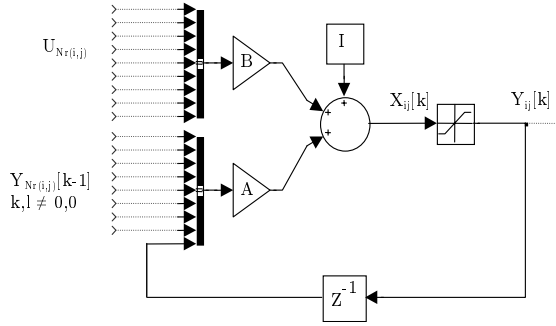 I
U_{Nr(i,j)}
B
+
+
+
X_{ij}[k]
Y_{ij}[k]
Y_{Nr(i,j)}[k-1]
k,l ≠ 0,0
A
Z^{-1}